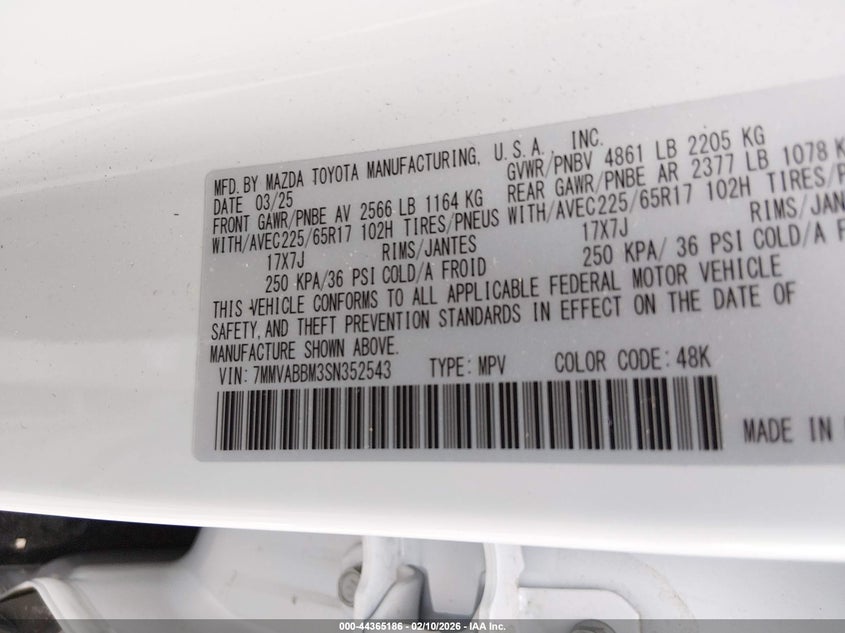 MFD. BY MAZDA TOYOTA MANUFACTURING, U.S.A., INC.
DATE 03/25 GVWR/PNBV 4861 LB 2205 KG
FRONT GAWR/PNBE AV 2566 LB 1164 KG REAR GAWR/PNBE AR 2377 LB 1078 K
WITH/AVEC225/65R17 102H TIRES/PNEUS WITH/AVEC225/65R17 102H TIRES/PN
17X7J RIMS/JANTES 17X7J RIMS/JANTE
250 KPA/36 PSI COLD/A FROID 250 KPA/ 36 PSI COLD/A F
THIS VEHICLE CONFORMS TO ALL APPLICABLE FEDERAL MOTOR VEHICLE
SAFETY, AND THEFT PREVENTION STANDARDS IN EFFECT ON THE DATE OF
MANUFACTURE SHOWN ABOVE.
VIN: 7MMVABBM3SN352543 TYPE: MPV COLOR CODE: 48K
MADE IN
000-44365186 - 02/10/2026 - IAA Inc.